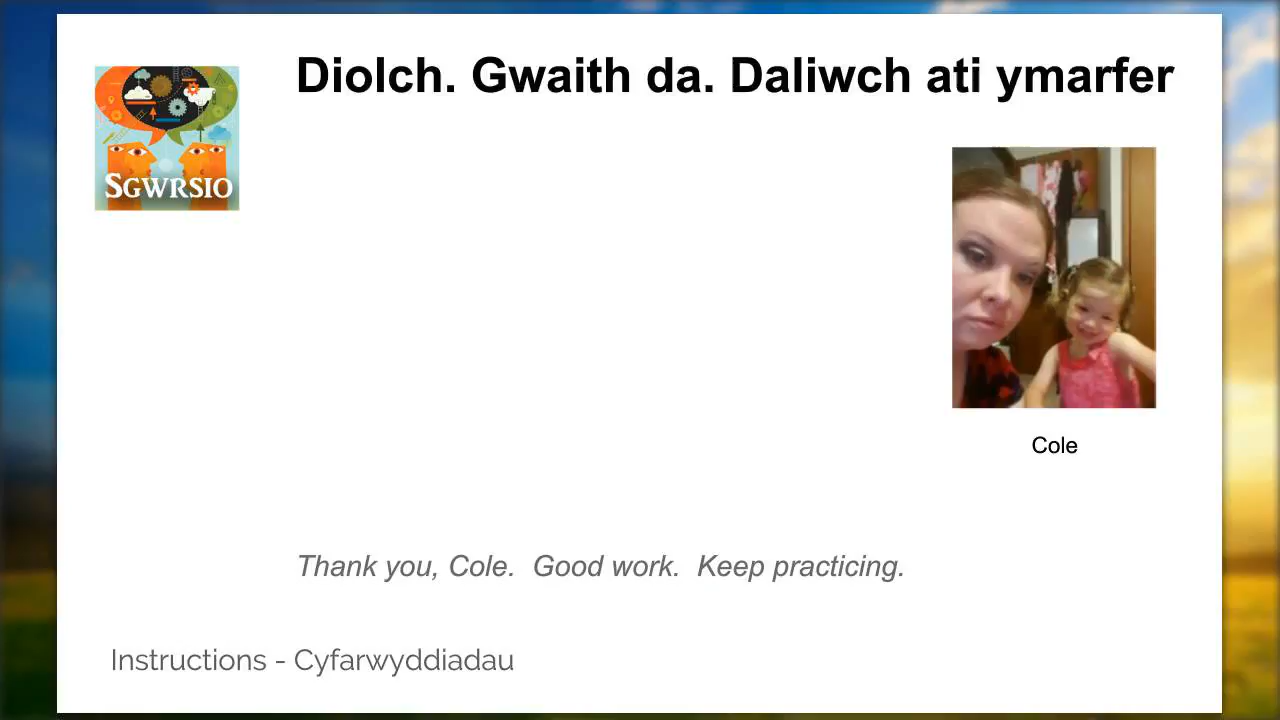 Diolch. Gwaith da. Daliwch ati ymarfer
SGWRSIO
Cole
Thank you, Cole. Good work. Keep practicing.
Instructions - Cyfarwyddiadau